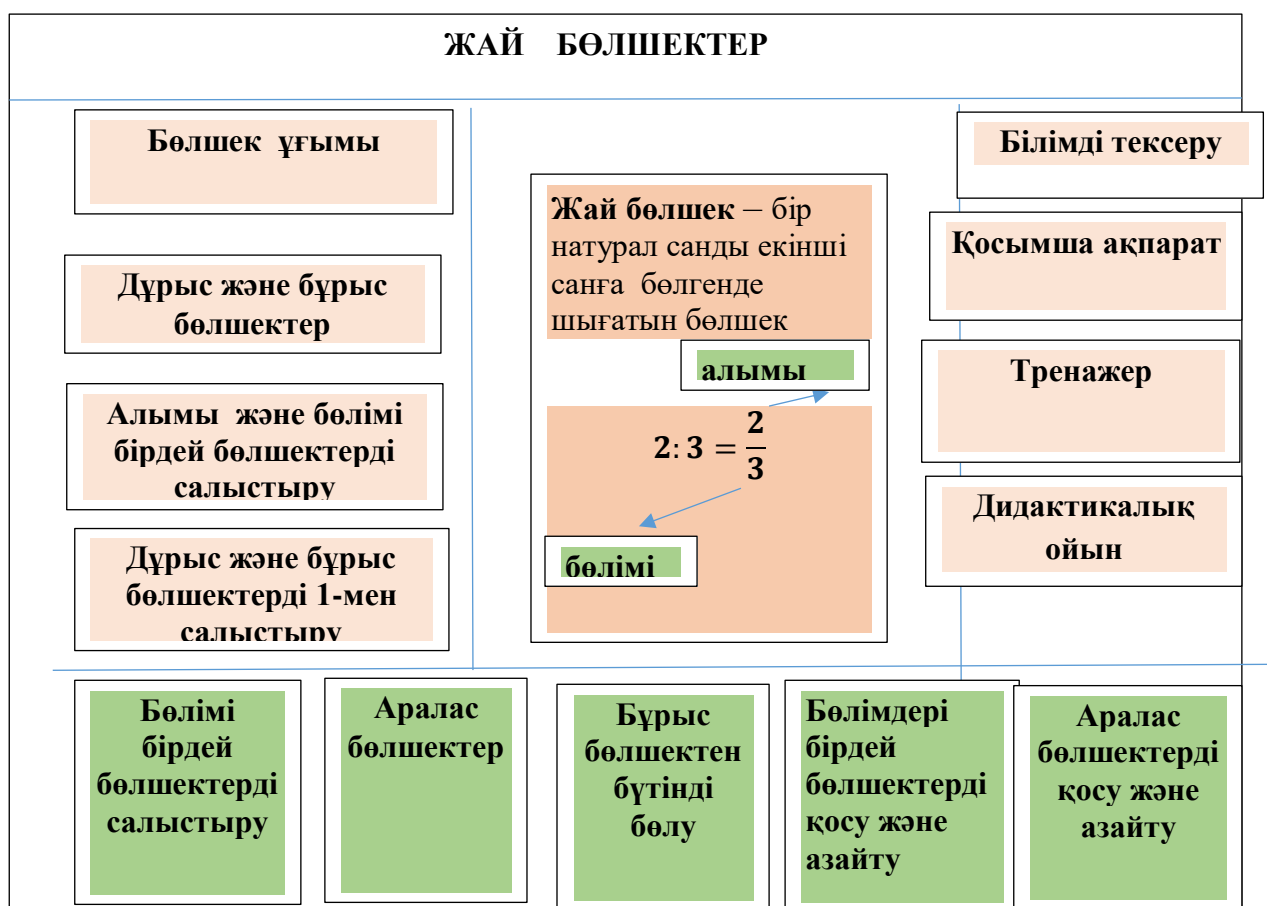 ЖАЙ БӨЛШЕКТЕР
Бөлшек ұғымы
Дұрыс және бұрыс
бөлшектер
Алымы және бөлімі
бірдей бөлшектерді
салыстыру
Дұрыс және бұрыс
бөлшектерді 1-мен
салыстыру
Жай бөлшек – бір
натурал санды екінші
санға бөлгенде
шығатын бөлшек
алымы
2: 3 = 2/3
бөлімі
Білімді тексеру
Қосымша ақпарат
Тренажер
Дидактикалық
ойын
Бөлімі
бірдей
бөлшектерді
салыстыру
Аралас
бөлшектер
Бұрыс
бөлшектен
бүтінді
бөлу
Бөлімдері
бірдей
бөлшектерді
қосу және
азайту
Аралас
бөлшектерді
қосу және
азайту